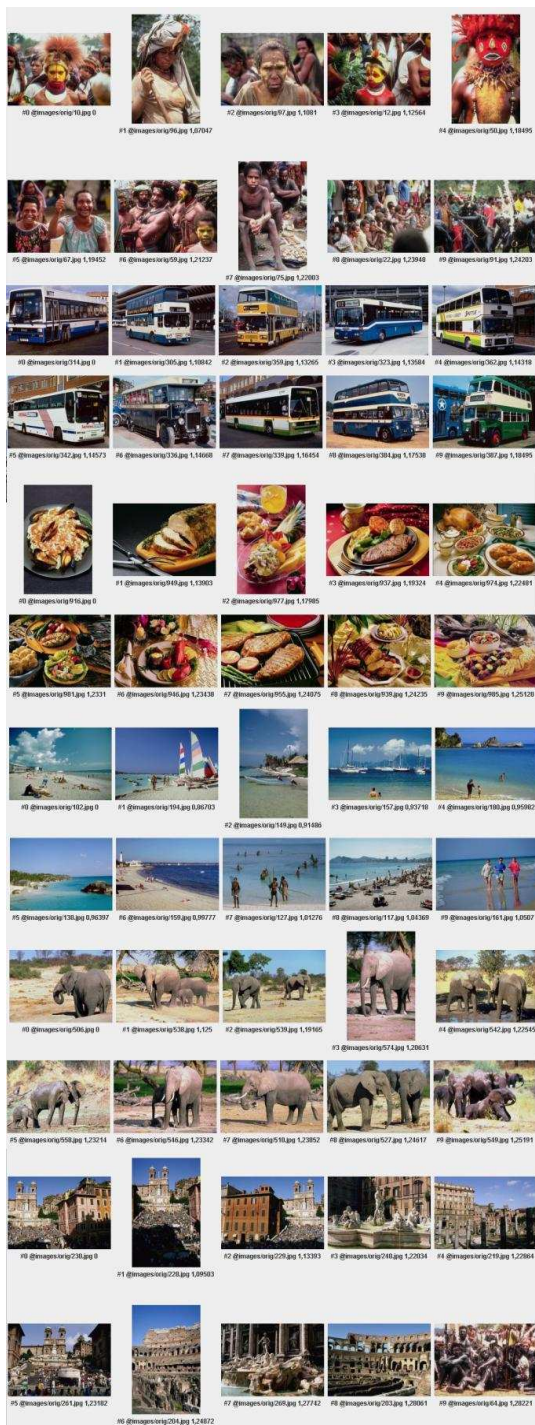 #0 @images/orig/10.jpg 0
#1 @images/orig/96.jpg 1,07047
#2 @images/orig/97.jpg 1,1081
#3 @images/orig/12.jpg 1,12564
#4 @images/orig/50.jpg 1,18495
#5 @images/orig/67.jpg 1,19452
#6 @images/orig/59.jpg 1,21237
#7 @images/orig/75.jpg 1,22003
#8 @images/orig/22.jpg 1,23940
#9 @images/orig/91.jpg 1,24203
#0 @images/orig/314.jpg 0
#1 @images/orig/305.jpg 1,10842
#2 @images/orig/359.jpg 1,13265
#3 @images/orig/323.jpg 1,13584
#4 @images/orig/362.jpg 1,14318
#5 @images/orig/342.jpg 1,14573
#6 @images/orig/336.jpg 1,14668
#7 @images/orig/339.jpg 1,16454
#8 @images/orig/384.jpg 1,17538
#9 @images/orig/387.jpg 1,18495
#0 @images/orig/916.jpg 0
#1 @images/orig/949.jpg 1,13903
#2 @images/orig/977.jpg 1,17985
#3 @images/orig/937.jpg 1,19324
#4 @images/orig/974.jpg 1,22481
#5 @images/orig/981.jpg 1,2331
#6 @images/orig/946.jpg 1,23438
#7 @images/orig/955.jpg 1,24075
#8 @images/orig/939.jpg 1,24235
#9 @images/orig/985.jpg 1,25128
#0 @images/orig/102.jpg 0
#1 @images/orig/194.jpg 0,86783
#2 @images/orig/149.jpg 0,91486
#3 @images/orig/157.jpg 0,93718
#4 @images/orig/180.jpg 0,95982
#5 @images/orig/130.jpg 0,96397
#6 @images/orig/159.jpg 0,99777
#7 @images/orig/127.jpg 1,01276
#8 @images/orig/117.jpg 1,04369
#9 @images/orig/161.jpg 1,0507
#0 @images/orig/506.jpg 0
#1 @images/orig/538.jpg 1,125
#2 @images/orig/539.jpg 1,19165
#3 @images/orig/574.jpg 1,20631
#4 @images/orig/542.jpg 1,22545
#5 @images/orig/558.jpg 1,23214
#6 @images/orig/546.jpg 1,23342
#7 @images/orig/510.jpg 1,23852
#8 @images/orig/527.jpg 1,24617
#9 @images/orig/549.jpg 1,25191
#0 @images/orig/230.jpg 0
#1 @images/orig/228.jpg 1,09503
#2 @images/orig/229.jpg 1,13393
#3 @images/orig/240.jpg 1,22034
#4 @images/orig/219.jpg 1,22864
#5 @images/orig/261.jpg 1,23182
#6 @images/orig/204.jpg 1,24872
#7 @images/orig/269.jpg 1,27742
#8 @images/orig/203.jpg 1,28061
#9 @images/orig/64.jpg 1,28221